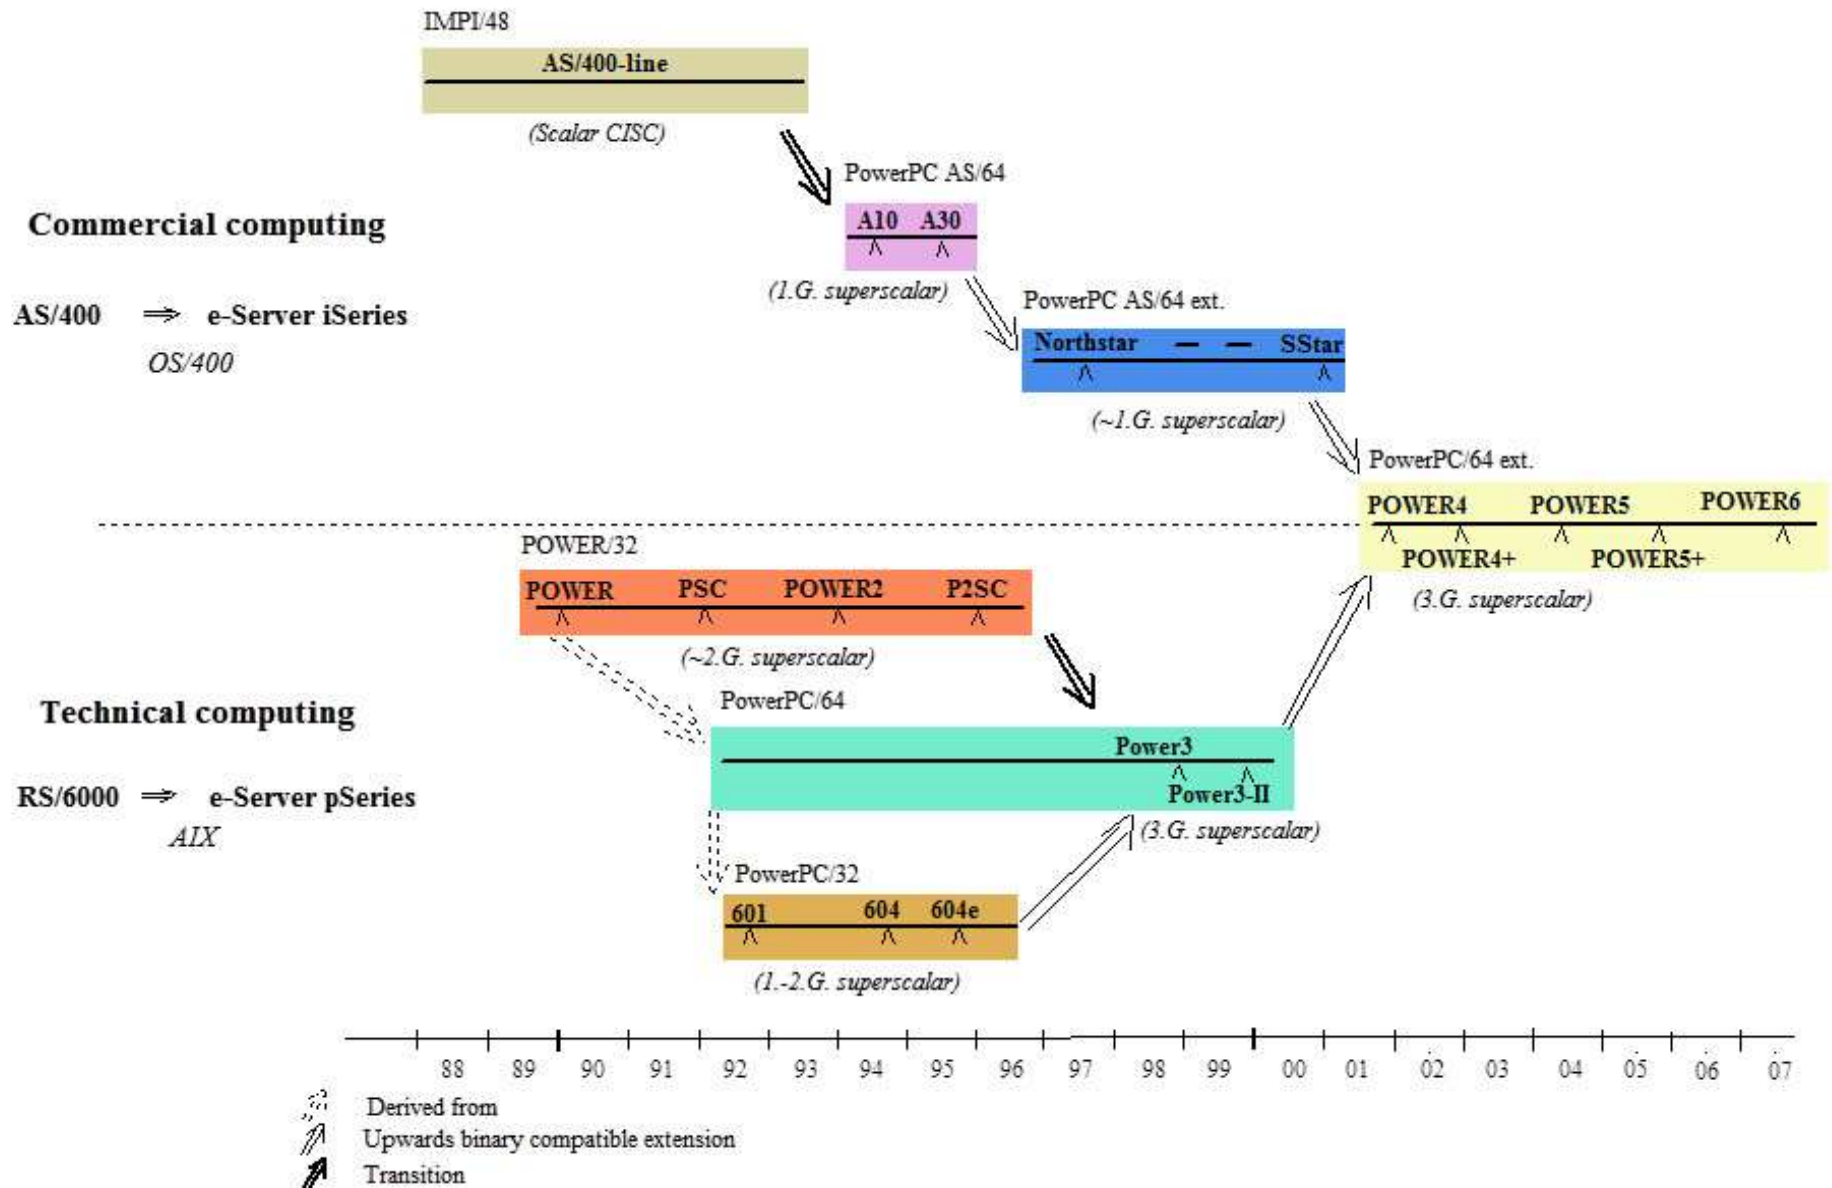 IMPI/48
AS/400-line
(Scalar CISC)
PowerPC AS/64
A10 A30
(1.G. superscalar)
Commercial computing
AS/400 ⇒ e-Server iSeries
OS/400
PowerPC AS/64 ext.
Northstar — — SStar
(~1.G. superscalar)
PowerPC/64 ext.
POWER4 POWER5 POWER6
POWER4+ POWER5+
(3.G. superscalar)
POWER/32
POWER PSC POWER2 P2SC
(~2.G. superscalar)
Technical computing
RS/6000 ⇒ e-Server pSeries
AIX
PowerPC/64
Power3
Power3-II
(3.G. superscalar)
PowerPC/32
601 604 604e
(1.-2.G. superscalar)
88 89 90 91 92 93 94 95 96 97 98 99 00 01 02 03 04 05 06 07
Derived from
Upwards binary compatible extension
Transition